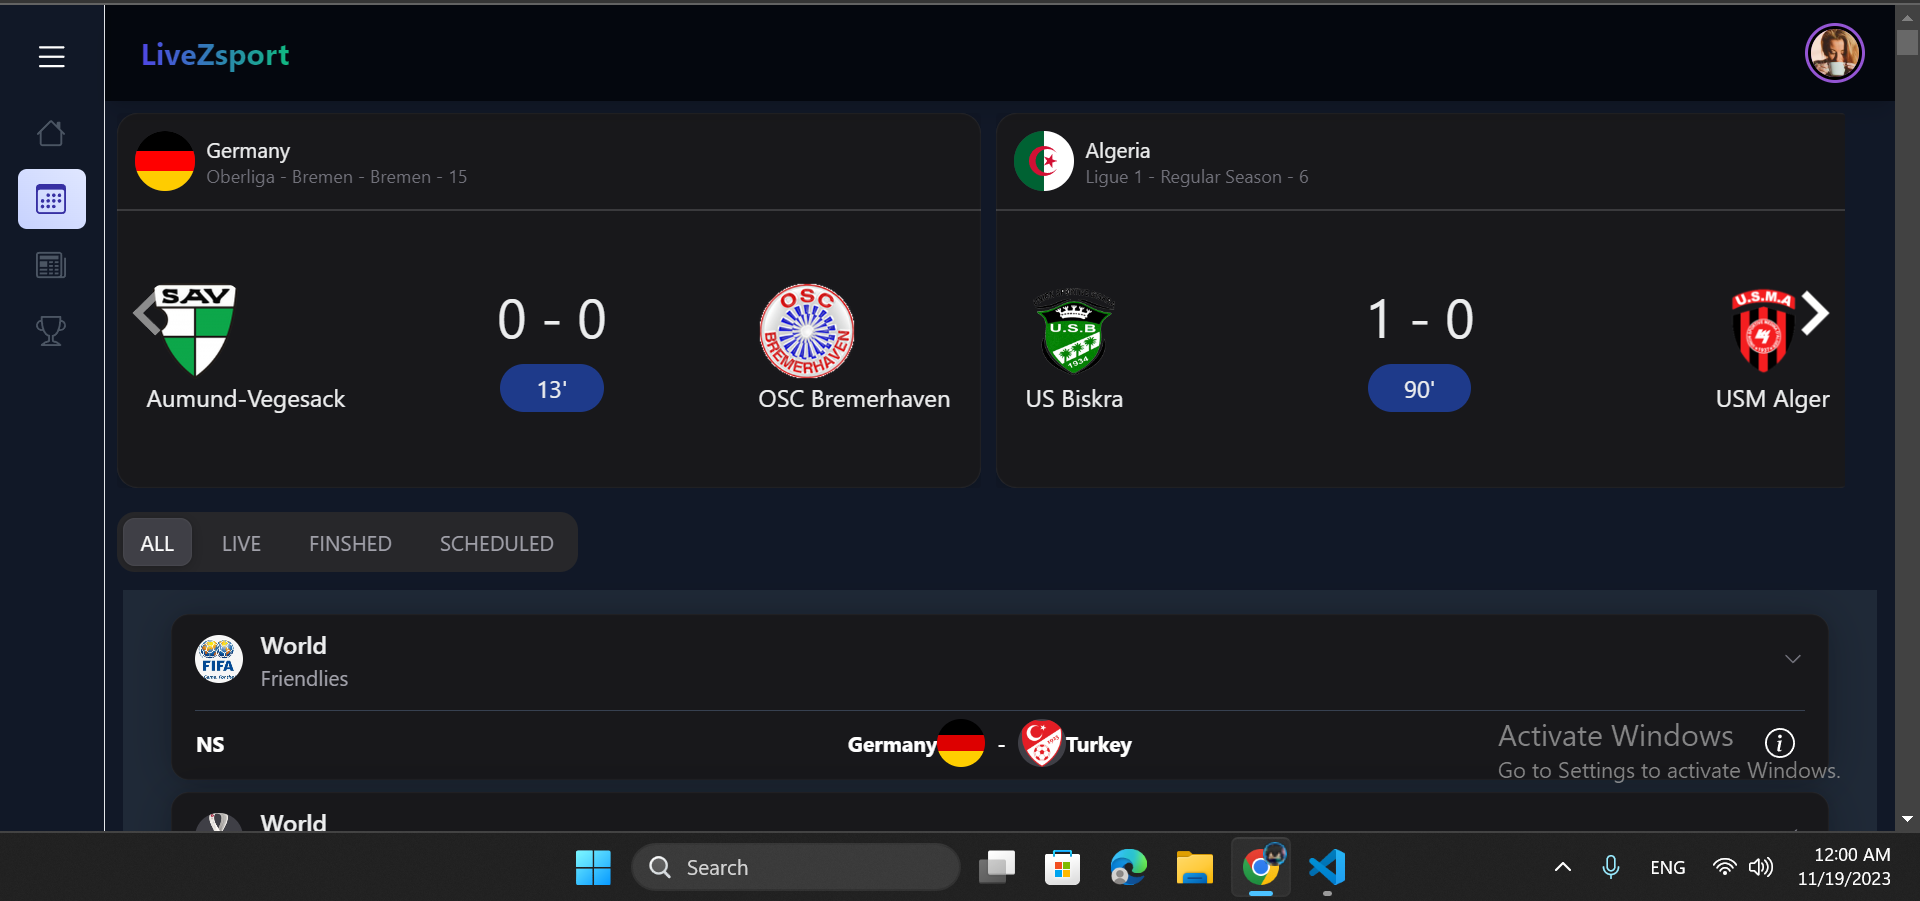 LiveZsport
Germany
Oberliga - Bremen - Bremen - 15
SAV
0 - 0
OSC
BREMERHAVEN
13'
Aumund-Vegesack
OSC Bremerhaven
Algeria
Ligue 1 - Regular Season - 6
U.S.B
1934
1 - 0
U.S.M.A
90'
US Biskra
USM Alger
ALL
LIVE
FINSHED
SCHEDULED
FIFA
World
Friendlies
NS
Germany
-
Turkey
Activate Windows
Go to Settings to activate Windows.
World
Search
ENG
12:00 AM
11/19/2023